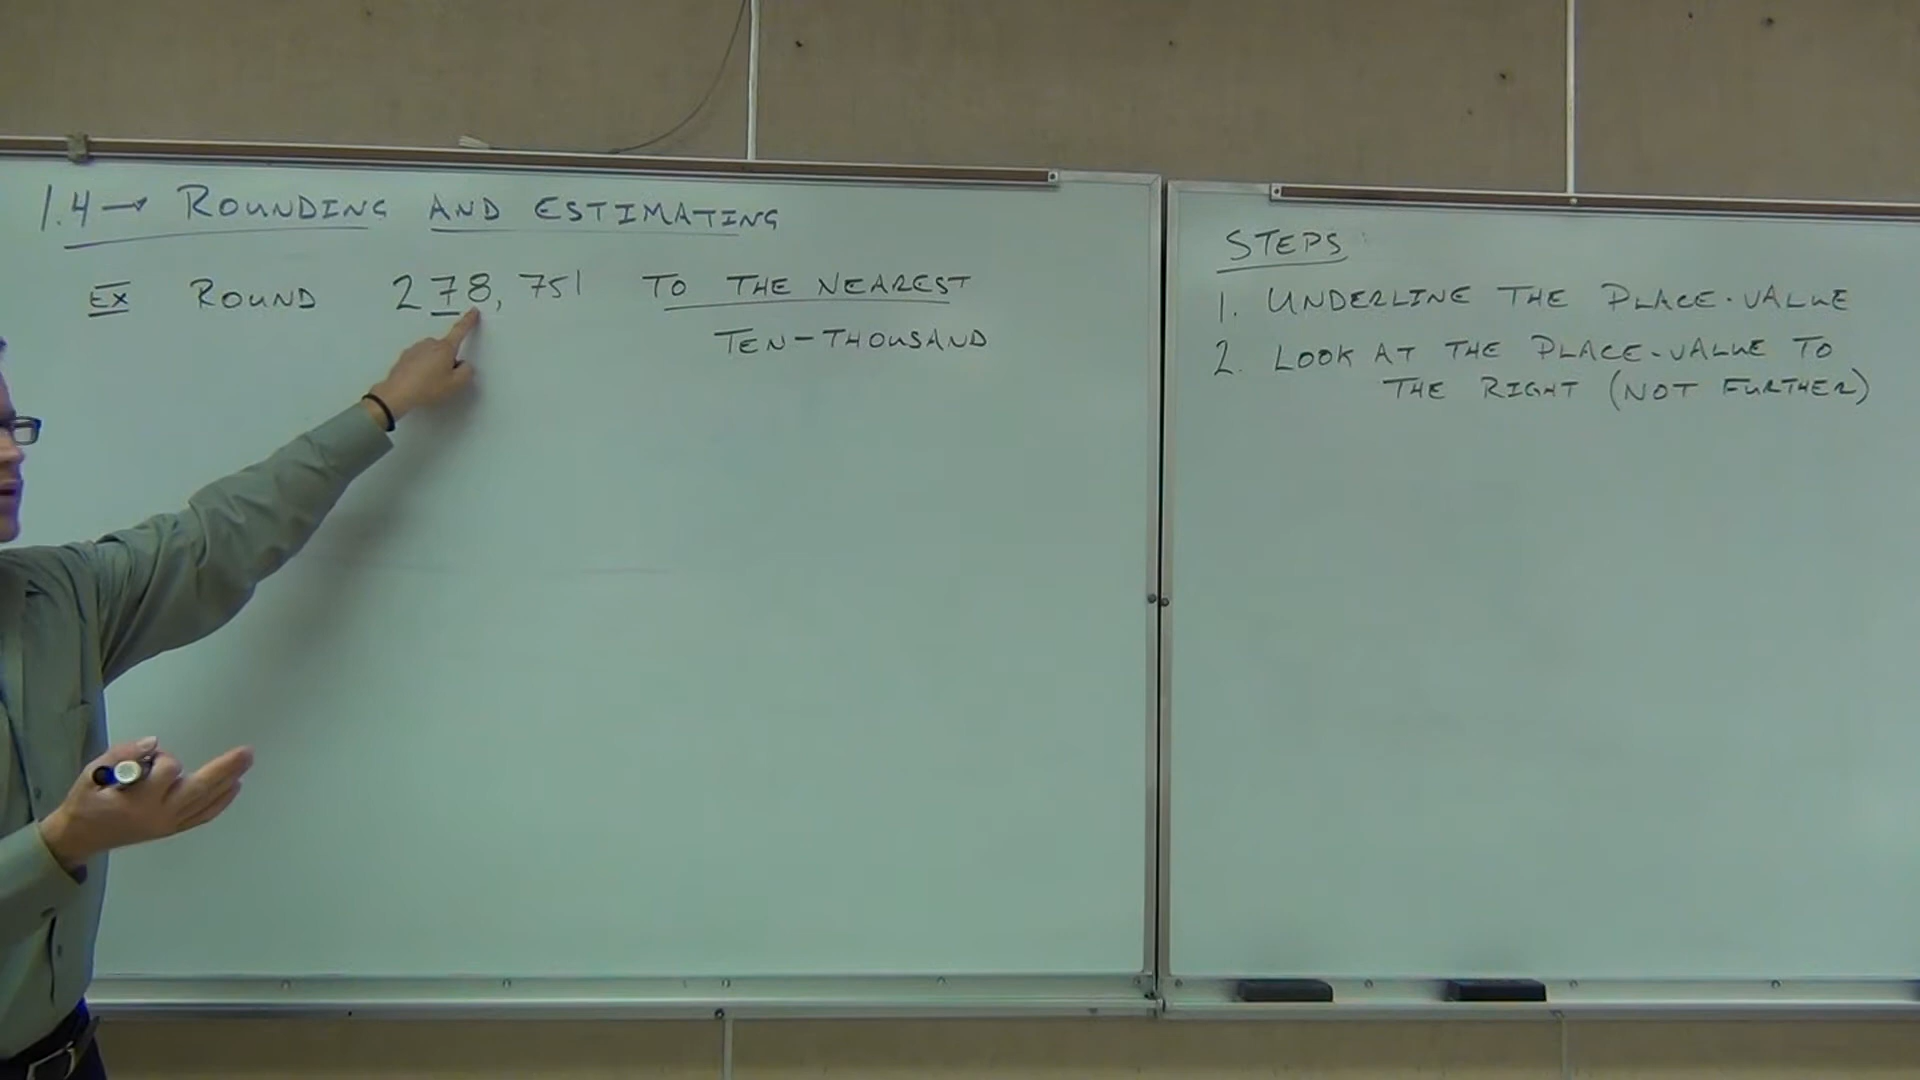 1.4 → ROUNDING AND ESTIMATING
EX ROUND 278,751 TO THE NEAREST
TEN-THOUSAND
STEPS
1. UNDERLINE THE PLACE-VALUE
2. LOOK AT THE PLACE-VALUE TO
THE RIGHT (NOT FURTHER)